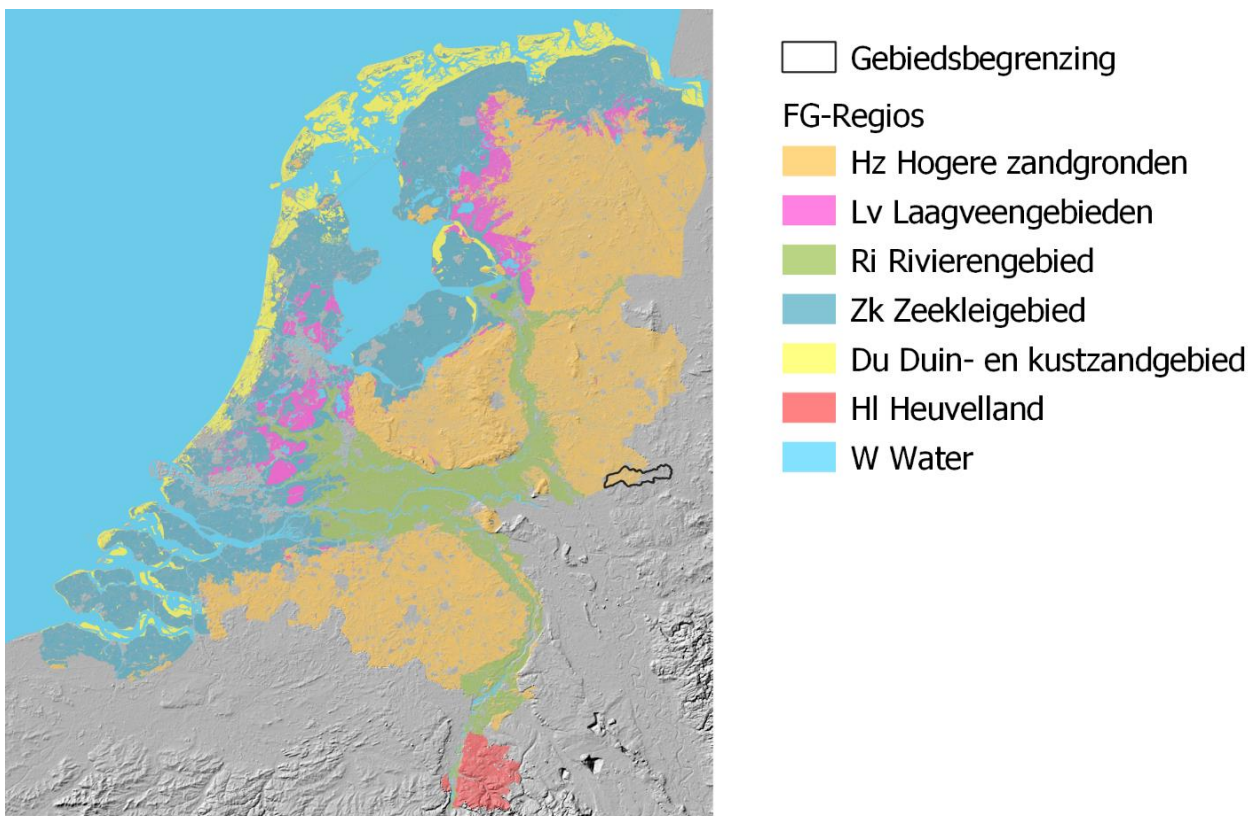 Gebiedsbegrenzing
FG-Regios
Hz Hogere zandgronden
Lv Laagveengebieden
Ri Rivierengebied
Zk Zeekleigebied
Du Duin- en kustzandgebied
Hl Heuvelland
W Water